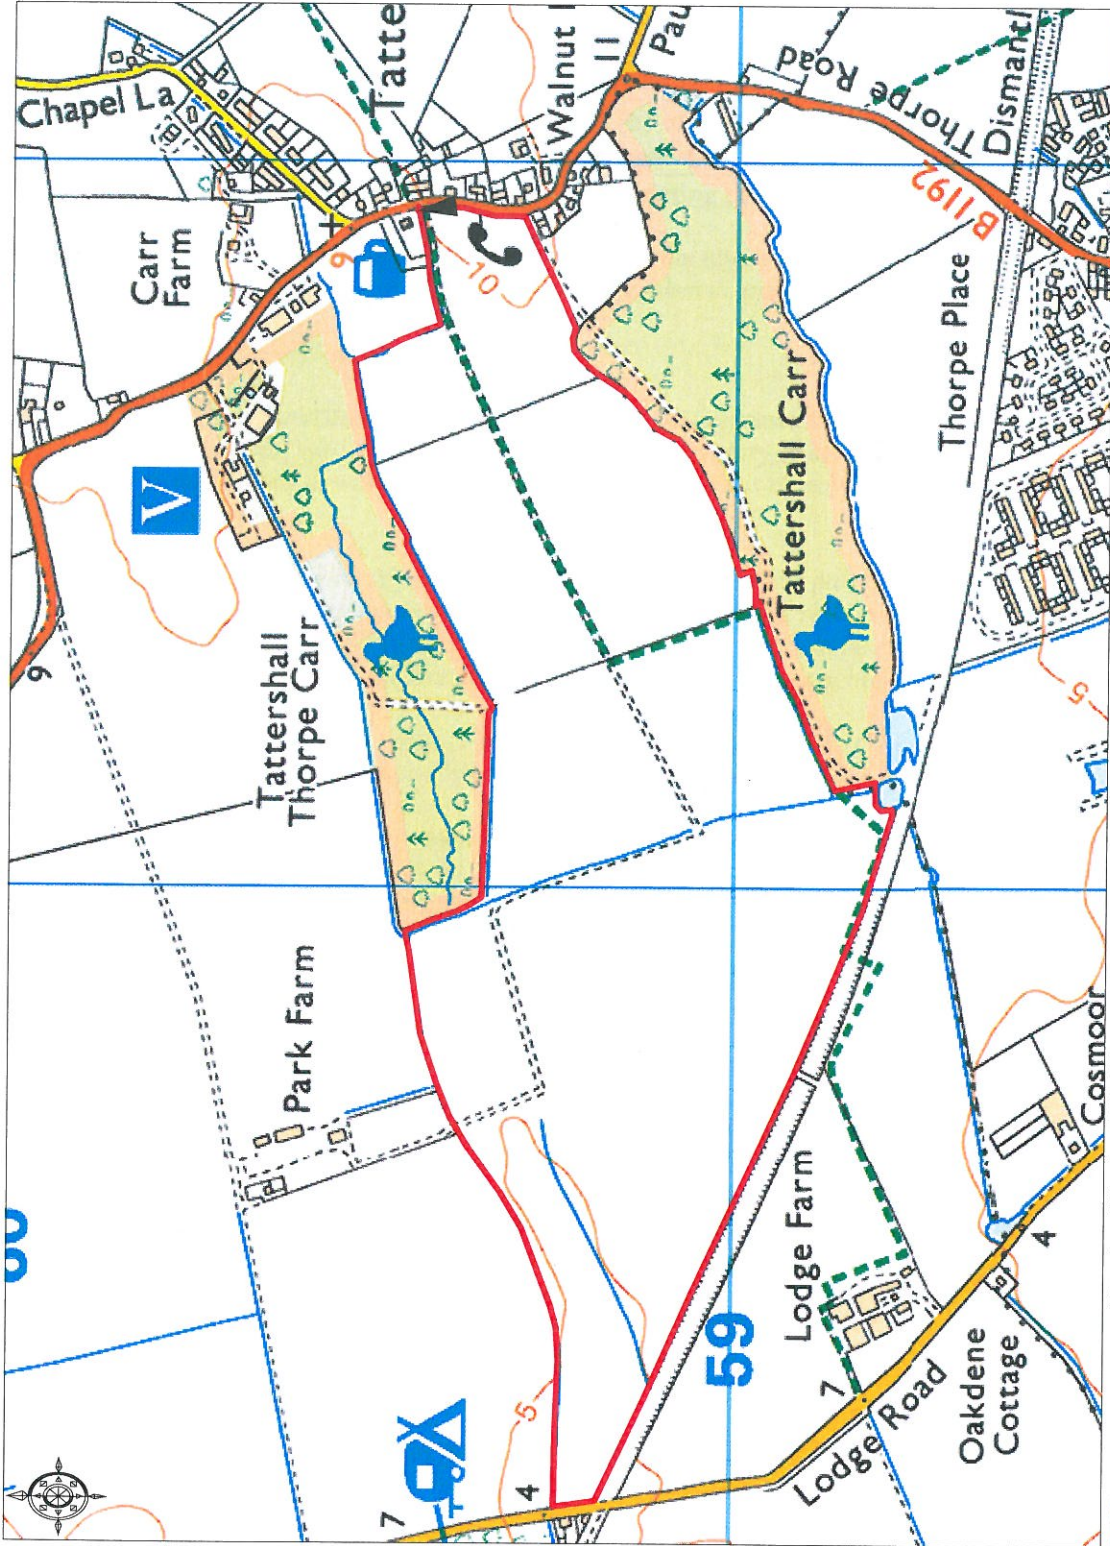 Chapel La
Tatte
Walnut
11
Pau
Thorpe Road
Dismantl
B1192
Carr
Farm
9
10
V
Thorpe Place
Tattershall Carr
9
Tattershall
Thorpe Carr
5
Park Farm
Cosmoor
Lodge Farm
59
4
5
7
Lodge Road
Oakdene
Cottage
7
4